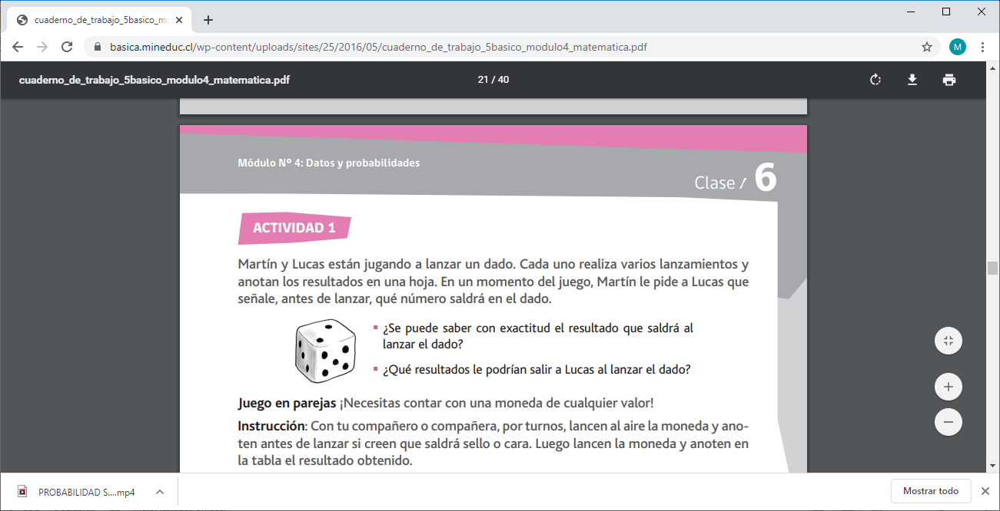 cuaderno_de_trabajo_5basico_mo
basica.mineduc.cl/wp-content/uploads/sites/25/2016/05/cuaderno_de_trabajo_5basico_modulo4_matematica.pdf
M
cuaderno_de_trabajo_5basico_modulo4_matematica.pdf
21 / 40
Módulo Nº 4: Datos y probabilidades
Clase / 6
ACTIVIDAD 1
Martín y Lucas están jugando a lanzar un dado. Cada uno realiza varios lanzamientos y
anotan los resultados en una hoja. En un momento del juego, Martín le pide a Lucas que
señale, antes de lanzar, qué número saldrá en el dado.
▪ ¿Se puede saber con exactitud el resultado que saldrá al
lanzar el dado?
▪ ¿Qué resultados le podrían salir a Lucas al lanzar el dado?
Juego en parejas ¡Necesitas contar con una moneda de cualquier valor!
Instrucción: Con tu compañero o compañera, por turnos, lancen al aire la moneda y ano-
ten antes de lanzar si creen que saldrá sello o cara. Luego lancen la moneda y anoten en
la tabla el resultado obtenido.
PROBABILIDAD S....mp4
Mostrar todo